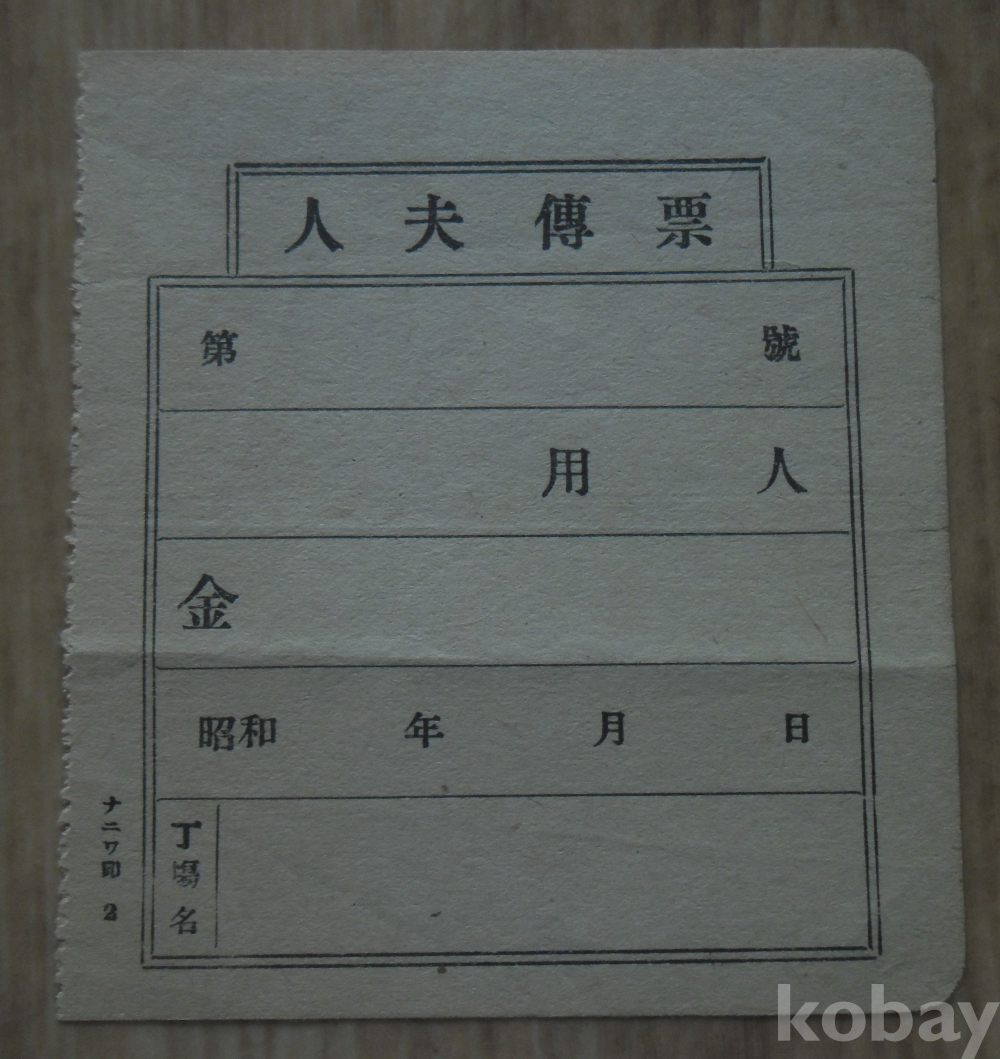 人夫傳票
第 號
用 人
金
昭和 年 月 日
丁場名
ナニワ印 2
kobay